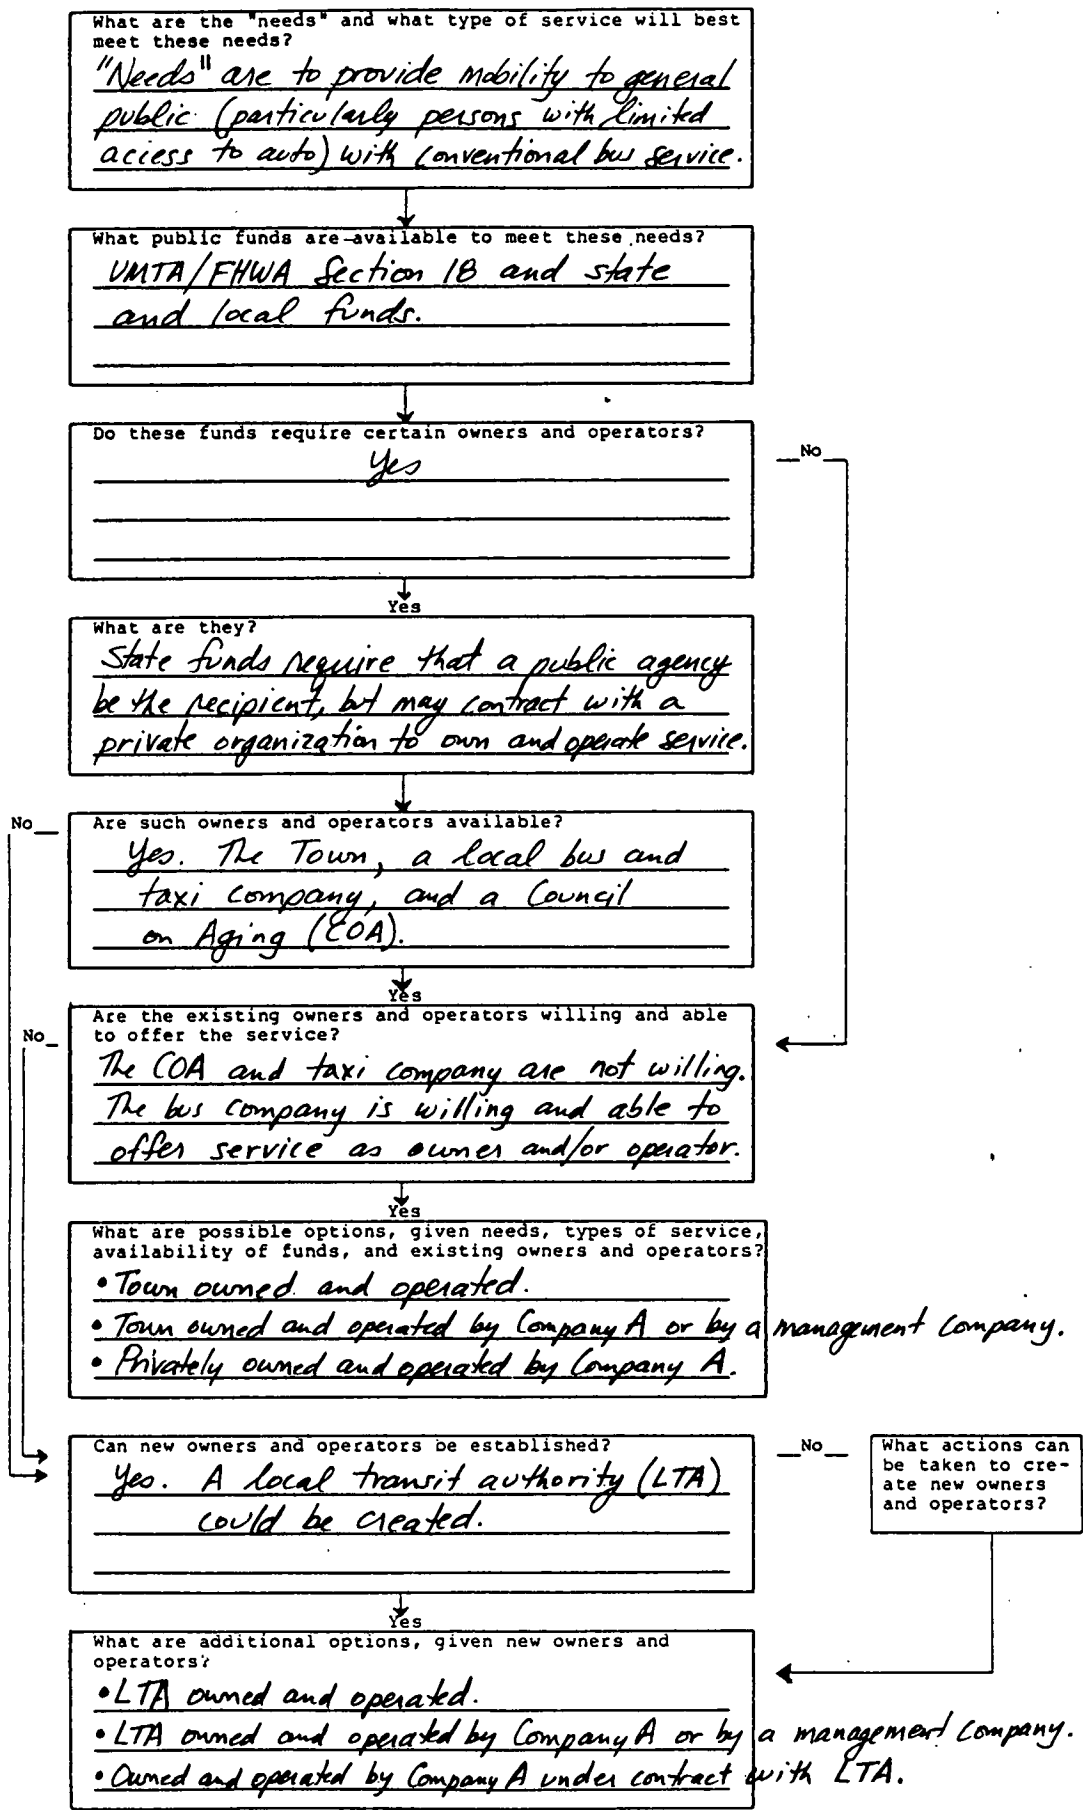 What are the "needs" and what type of service will best
meet these needs?
"Needs" are to provide mobility to general
public (particularly persons with limited
aciess to auto) with conventional bus service.
What public funds are available to meet these needs?
UMTA/FHWA Section 18 and state
and local funds.
Do these funds require certain owners and operators?
Yes
No
Yes
What are they?
State funds require that a public agency
be the recipient, but may contract with a
private organization to own and operate service.
No
Are such owners and operators available?
Yes. The Town, a local bus and
taxi company, and a Council
on Aging (COA).
Yes
No
Are the existing owners and operators willing and able
to offer the service?
The COA and taxi company are not willing.
The bus company is willing and able to
offer service as owner and/or operator.
Yes
What are possible options, given needs, types of service,
availability of funds, and existing owners and operators?
• Town owned and operated.
• Town owned and operated by Company A or by a management company.
• Privately owned and operated by Company A.
Can new owners and operators be established?
Yes. A local transit authority (LTA)
could be created.
No
What actions can
be taken to cre-
ate new owners
and operators?
Yes
What are additional options, given new owners and
operators?
• LTA owned and operated.
• LTA owned and operated by Company A or by a management company.
• Owned and operated by Company A under contract with LTA.